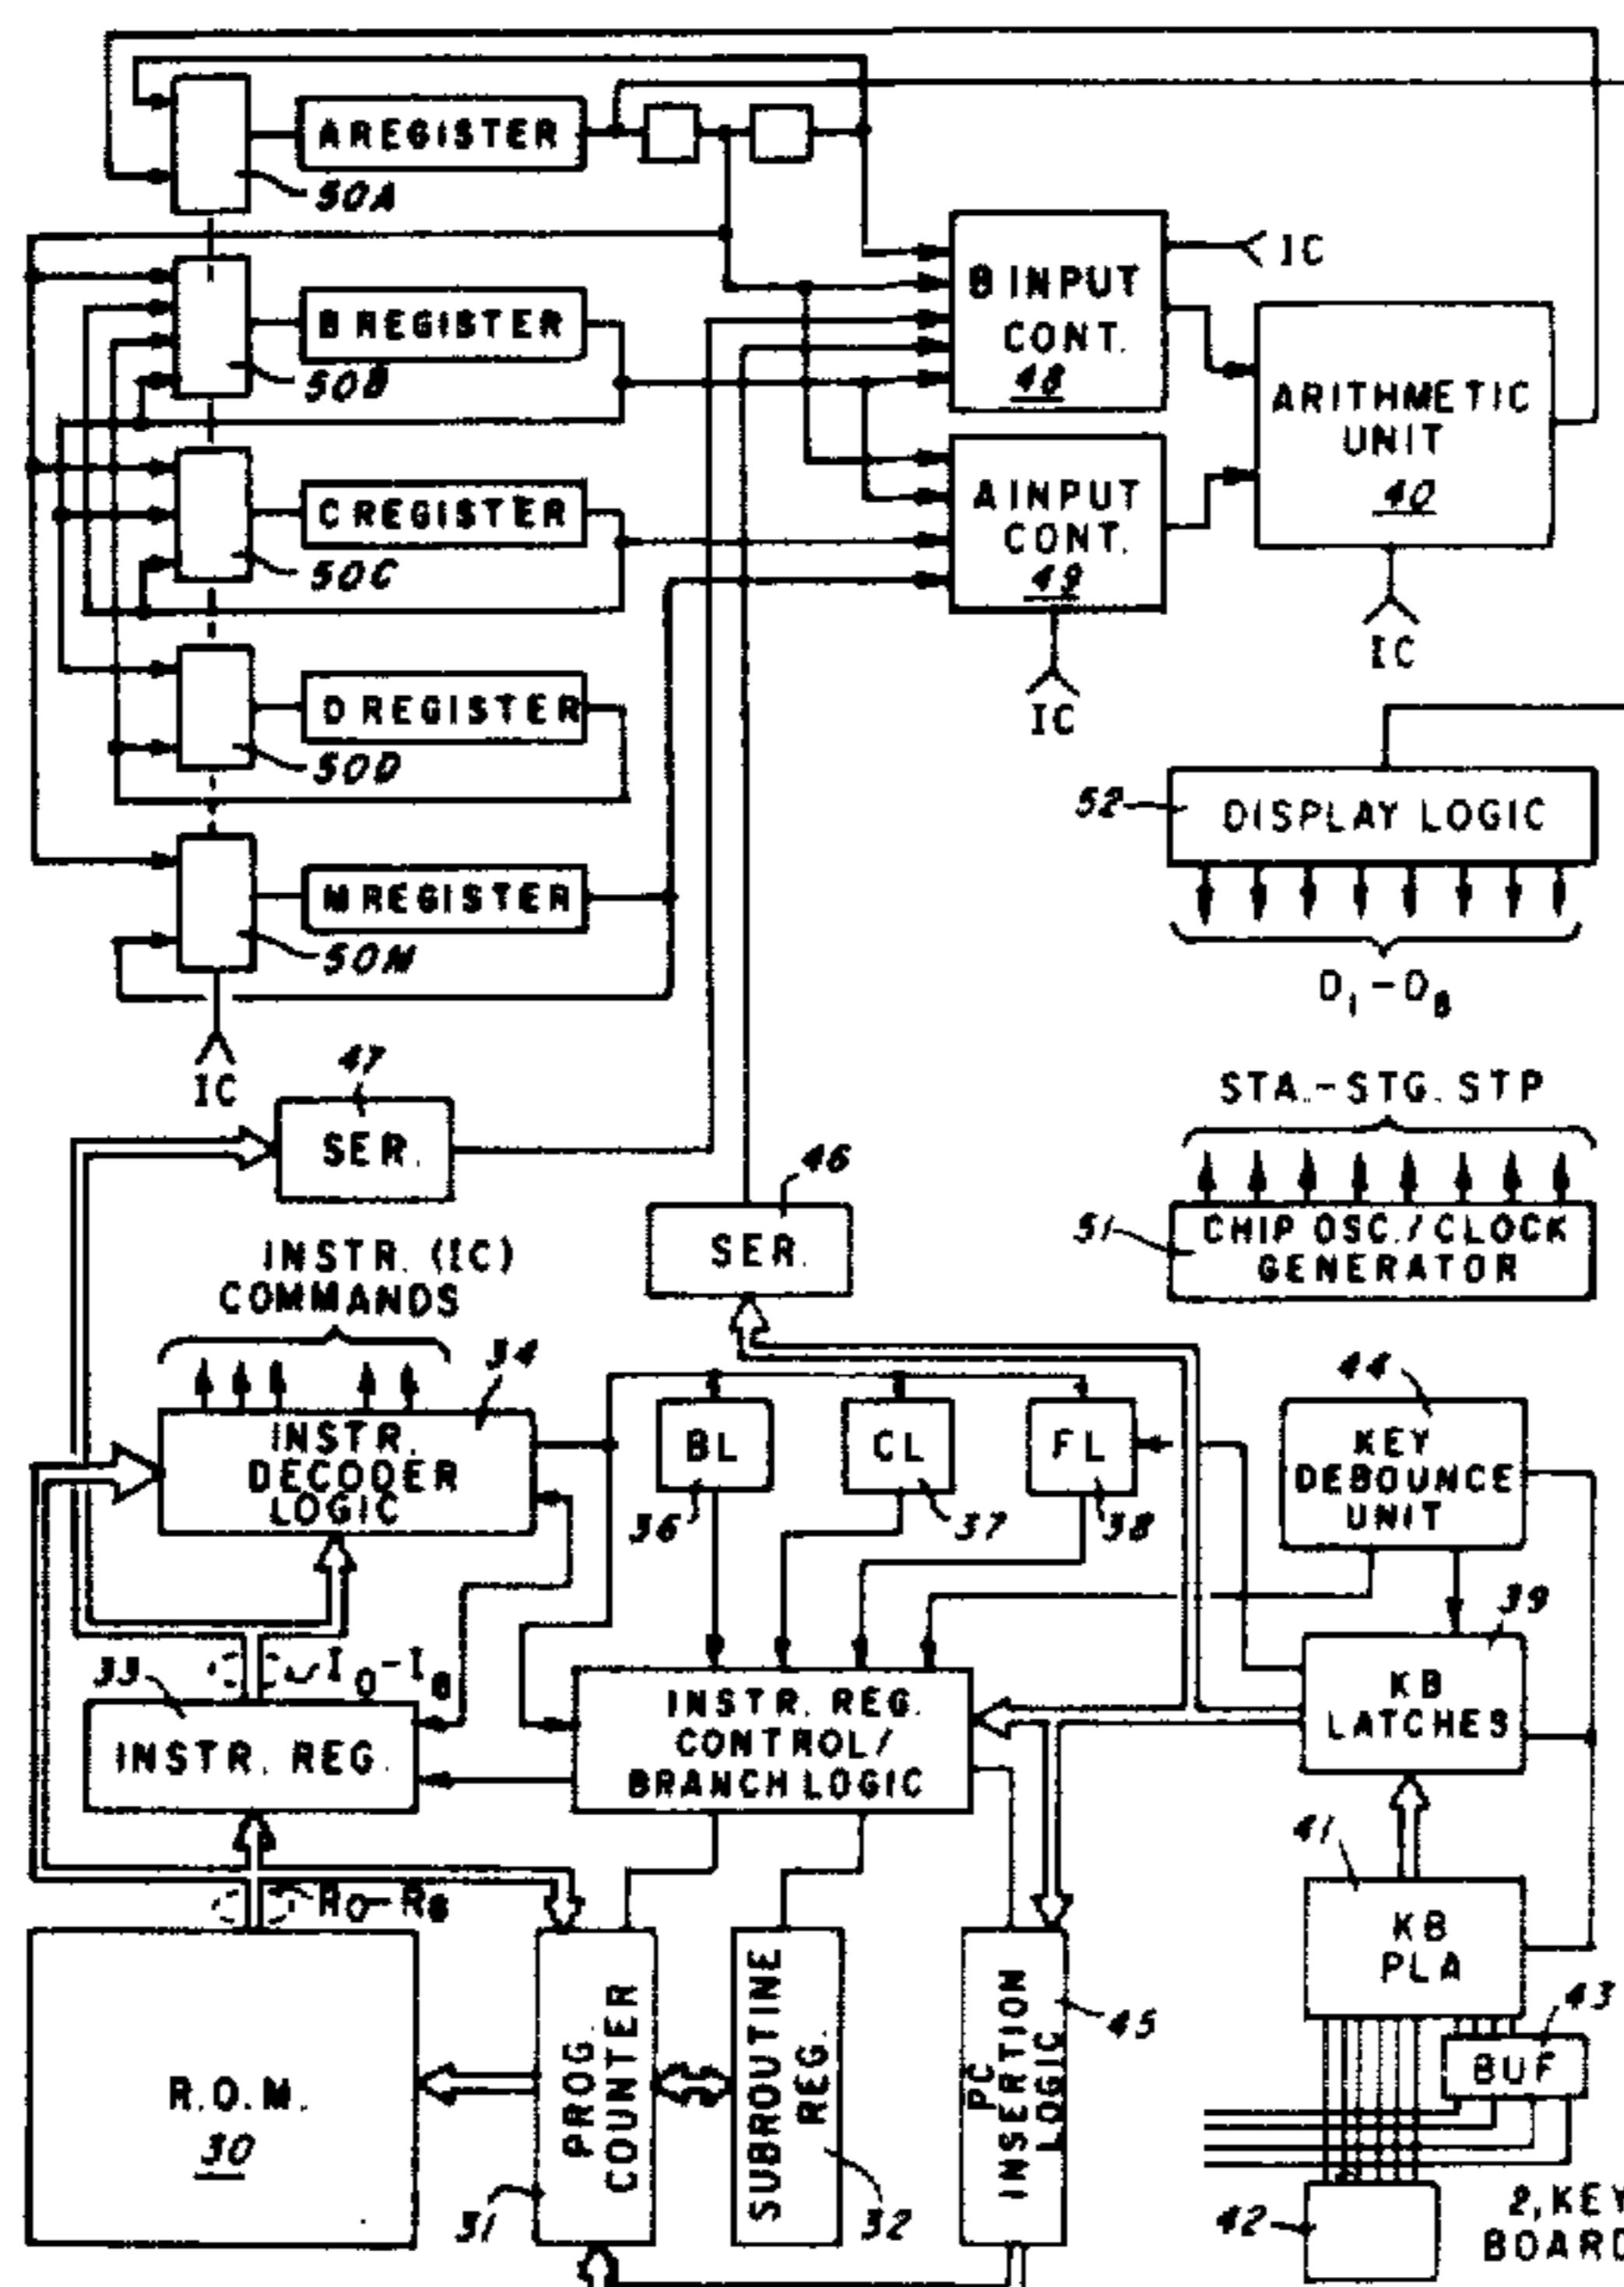 A REGISTER
50A
B INPUT
CONT.
48
IC
B REGISTER
50B
ARITHMETIC
UNIT
40
IC
C REGISTER
50C
A INPUT
CONT.
49
IC
D REGISTER
50D
52
DISPLAY LOGIC
D1-D8
M REGISTER
50M
IC
47
SER.
46
SER.
STA.-STG. STP
51
CHIP OSC./CLOCK
GENERATOR
INSTR. (IC)
COMMANDS
34
INSTR.
DECODER
LOGIC
BL
36
CL
37
FL
38
44
KEY
DEBOUNCE
UNIT
39
KB
LATCHES
33
I0-I8
INSTR. REG.
INSTR. REG.
CONTROL/
BRANCH LOGIC
41
KB
PLA
43
BUF
R0-R8
R.O.M.
30
PROG.
COUNTER
31
SUBROUTINE
REG.
32
PC
INSERTION
LOGIC
45
42
2, KEY
BOARD